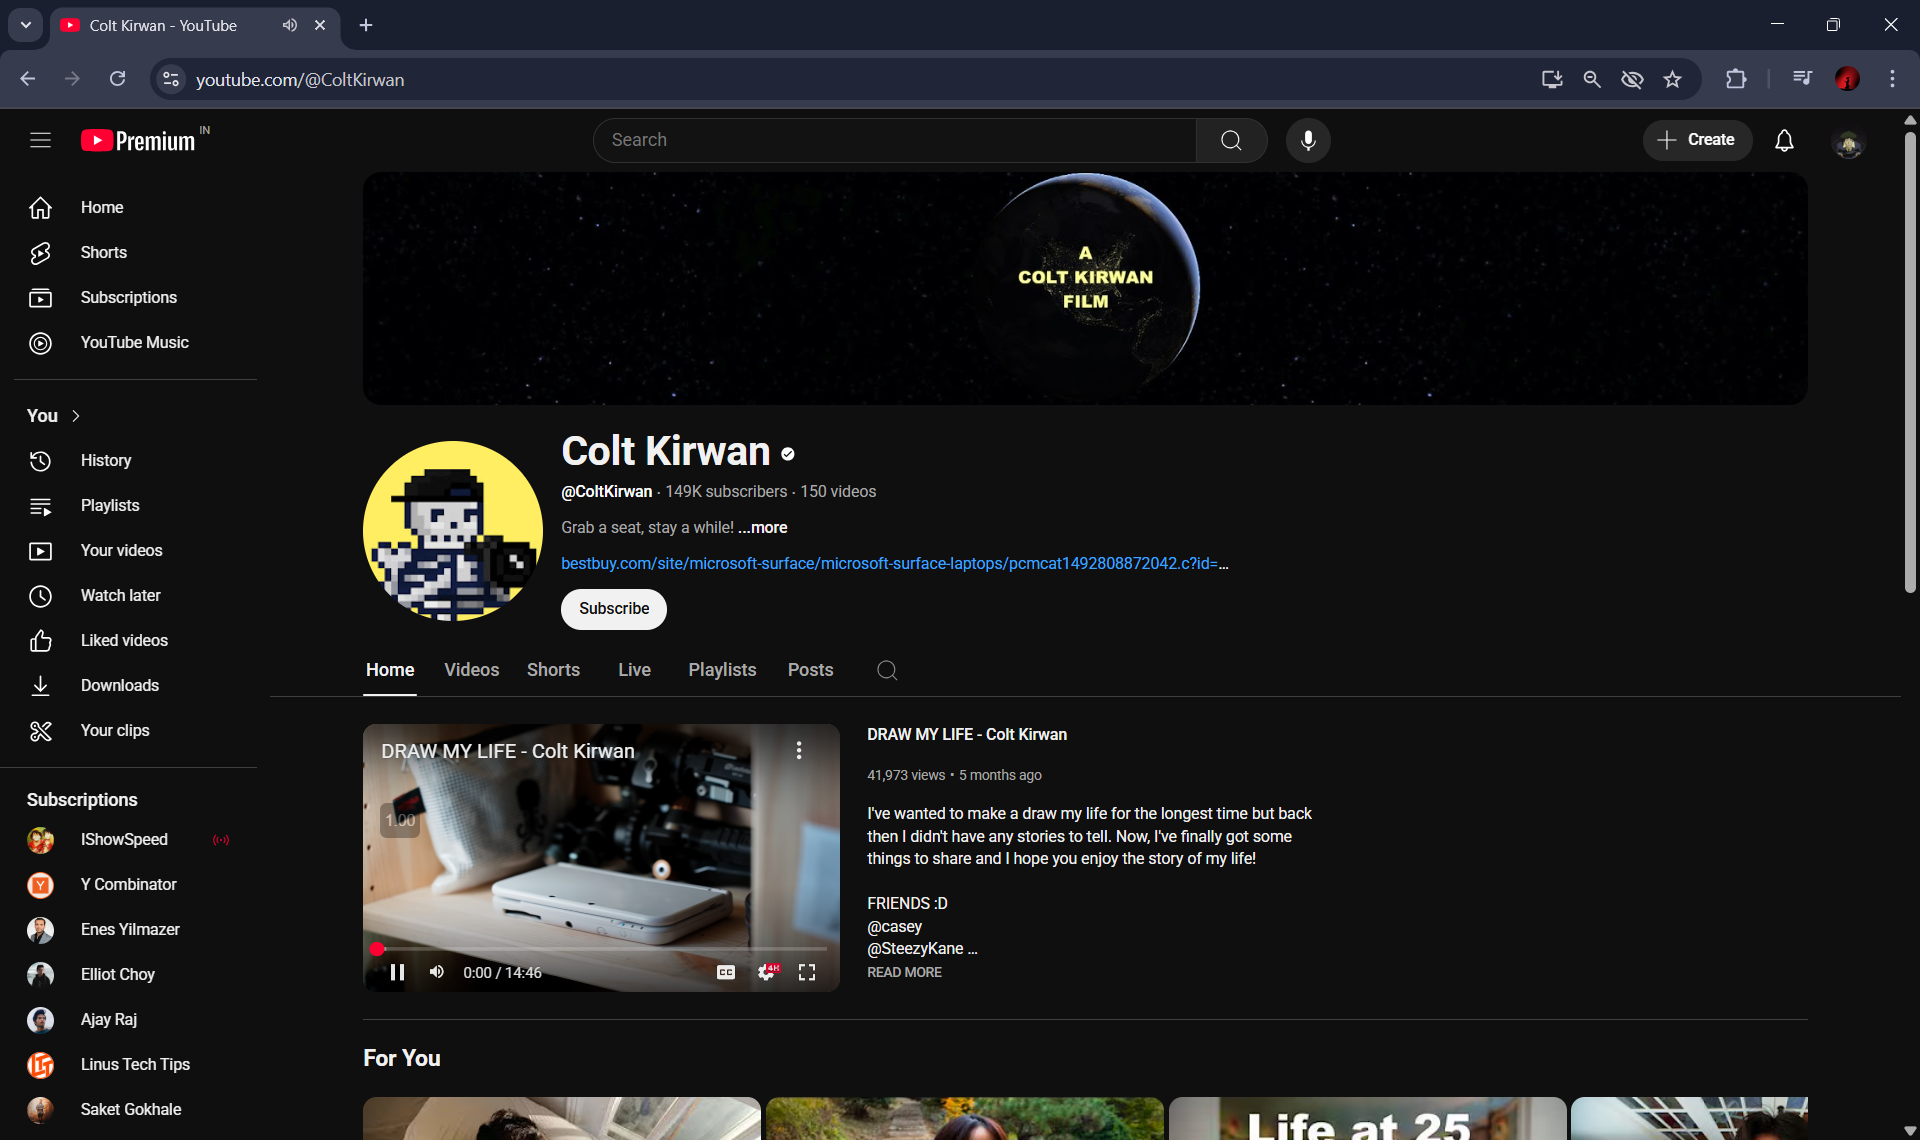 Colt Kirwan - YouTube
youtube.com/@ColtKirwan
Premium IN
Search
Create
Home
Shorts
Subscriptions
YouTube Music
You
History
Playlists
Your videos
Watch later
Liked videos
Downloads
Your clips
Subscriptions
IShowSpeed
Y Combinator
Enes Yilmazer
Elliot Choy
Ajay Raj
Linus Tech Tips
Saket Gokhale
A
COLT KIRWAN
FILM
Colt Kirwan
@ColtKirwan · 149K subscribers · 150 videos
Grab a seat, stay a while! ...more
bestbuy.com/site/microsoft-surface/microsoft-surface-laptops/pcmcat1492808872042.c?id=...
Subscribe
Home Videos Shorts Live Playlists Posts
DRAW MY LIFE - Colt Kirwan
1.00
0:00 / 14:46
CC
4K
DRAW MY LIFE - Colt Kirwan
41,973 views • 5 months ago
I've wanted to make a draw my life for the longest time but back
then I didn't have any stories to tell. Now, I've finally got some
things to share and I hope you enjoy the story of my life!
FRIENDS :D
@casey
@SteezyKane ...
READ MORE
For You
Life at 25